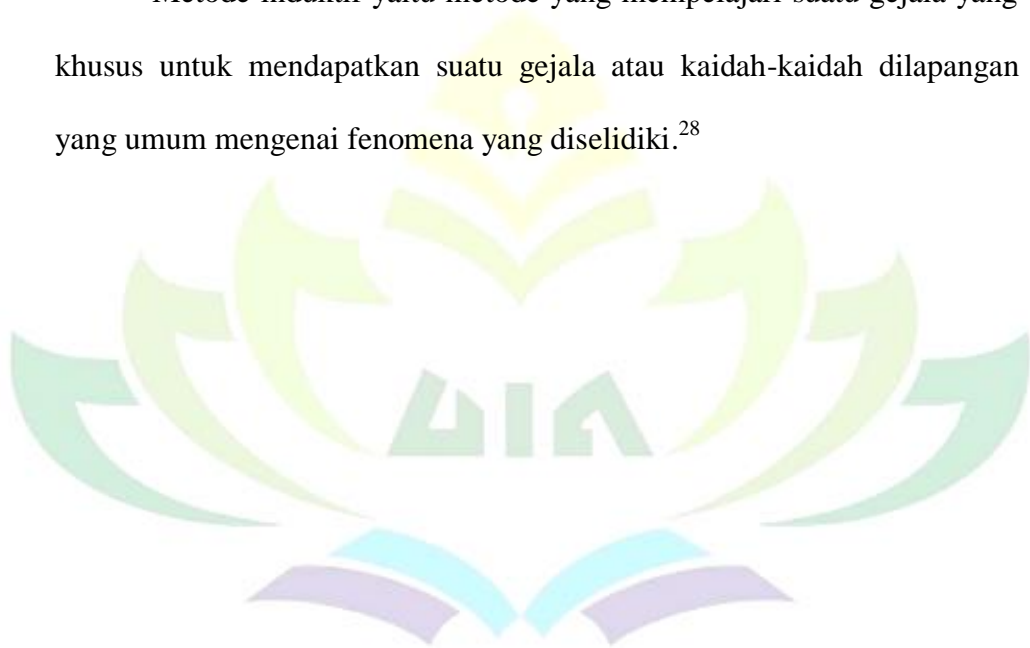 Metode induktif yaitu metode yang mempelajari suatu gejala yang
khusus untuk mendapatkan suatu gejala atau kaidah-kaidah dilapangan
yang umum mengenai fenomena yang diselidiki.28
UIN